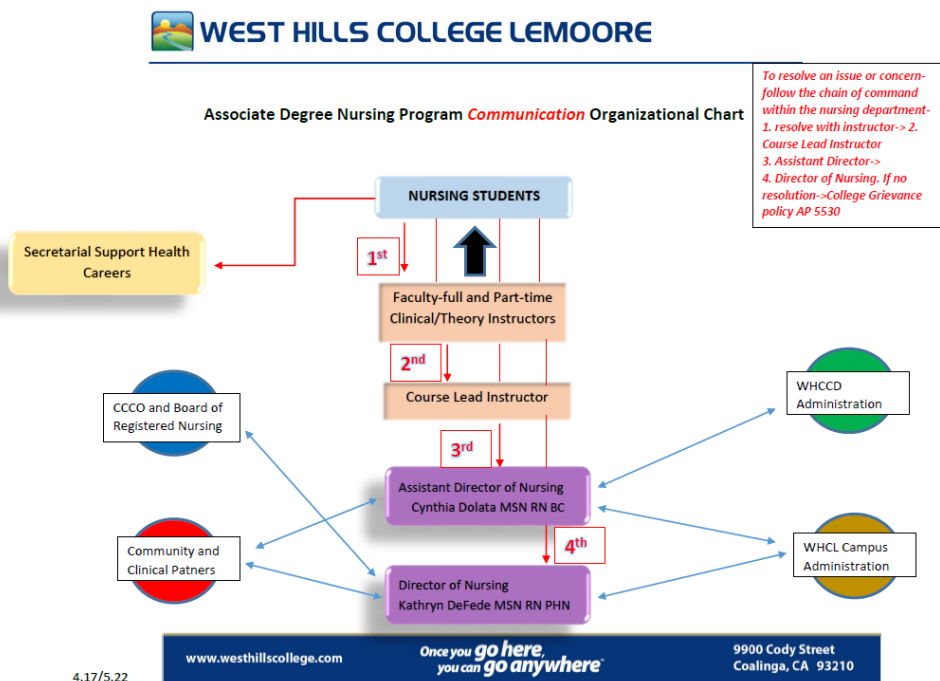 WEST HILLS COLLEGE LEMOORE
To resolve an issue or concern-
follow the chain of command
within the nursing department-
1. resolve with instructor-> 2.
Course Lead Instructor
3. Assistant Director->
4. Director of Nursing. If no
resolution->College Grievance
policy AP 5530
Associate Degree Nursing Program Communication Organizational Chart
NURSING STUDENTS
Secretarial Support Health
Careers
1st
Faculty-full and Part-time
Clinical/Theory Instructors
2nd
Course Lead Instructor
WHCCD
Administration
CCCO and Board of
Registered Nursing
3rd
Assistant Director of Nursing
Cynthia Dolata MSN RN BC
4th
Community and
Clinical Patners
WHCL Campus
Administration
Director of Nursing
Kathryn DeFede MSN RN PHN
www.westhillscollege.com
Once you go here,
you can go anywhere™
9900 Cody Street
Coalinga, CA 93210
4.17/5.22